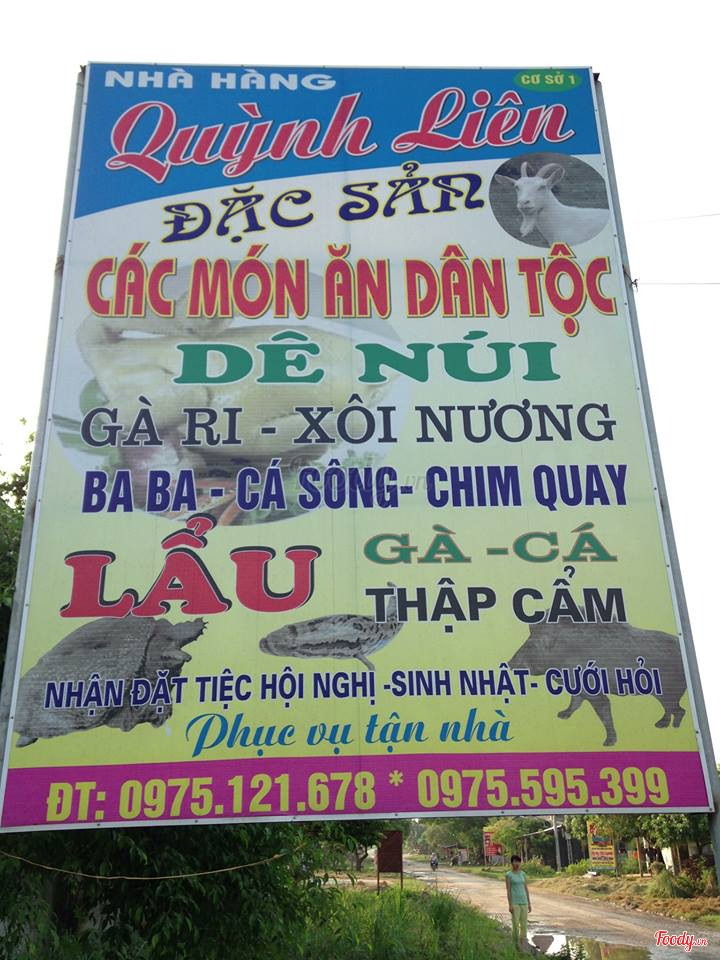 NHÀ HÀNG
CƠ SỞ 1
Quỳnh Liên
ĐẶC SẢN
CÁC MÓN ĂN DÂN TỘC
DÊ NÚI
GÀ RI - XÔI NƯƠNG
BA BA - CÁ SÔNG- CHIM QUAY
LẨU
GÀ -CÁ
THẬP CẨM
NHẬN ĐẶT TIỆC HỘI NGHỊ -SINH NHẬT- CƯỚI HỎI
Phục vụ tận nhà
ĐT: 0975.121.678 * 0975.595.399
Foody.vn